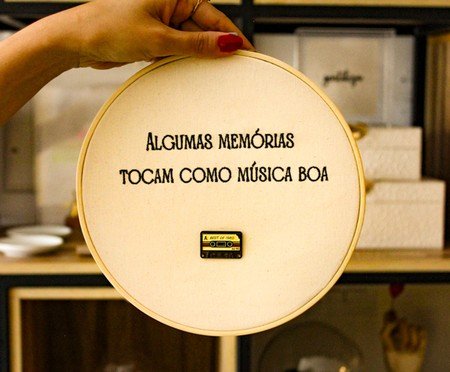 ALGUMAS MEMÓRIAS
TOCAM COMO MÚSICA BOA